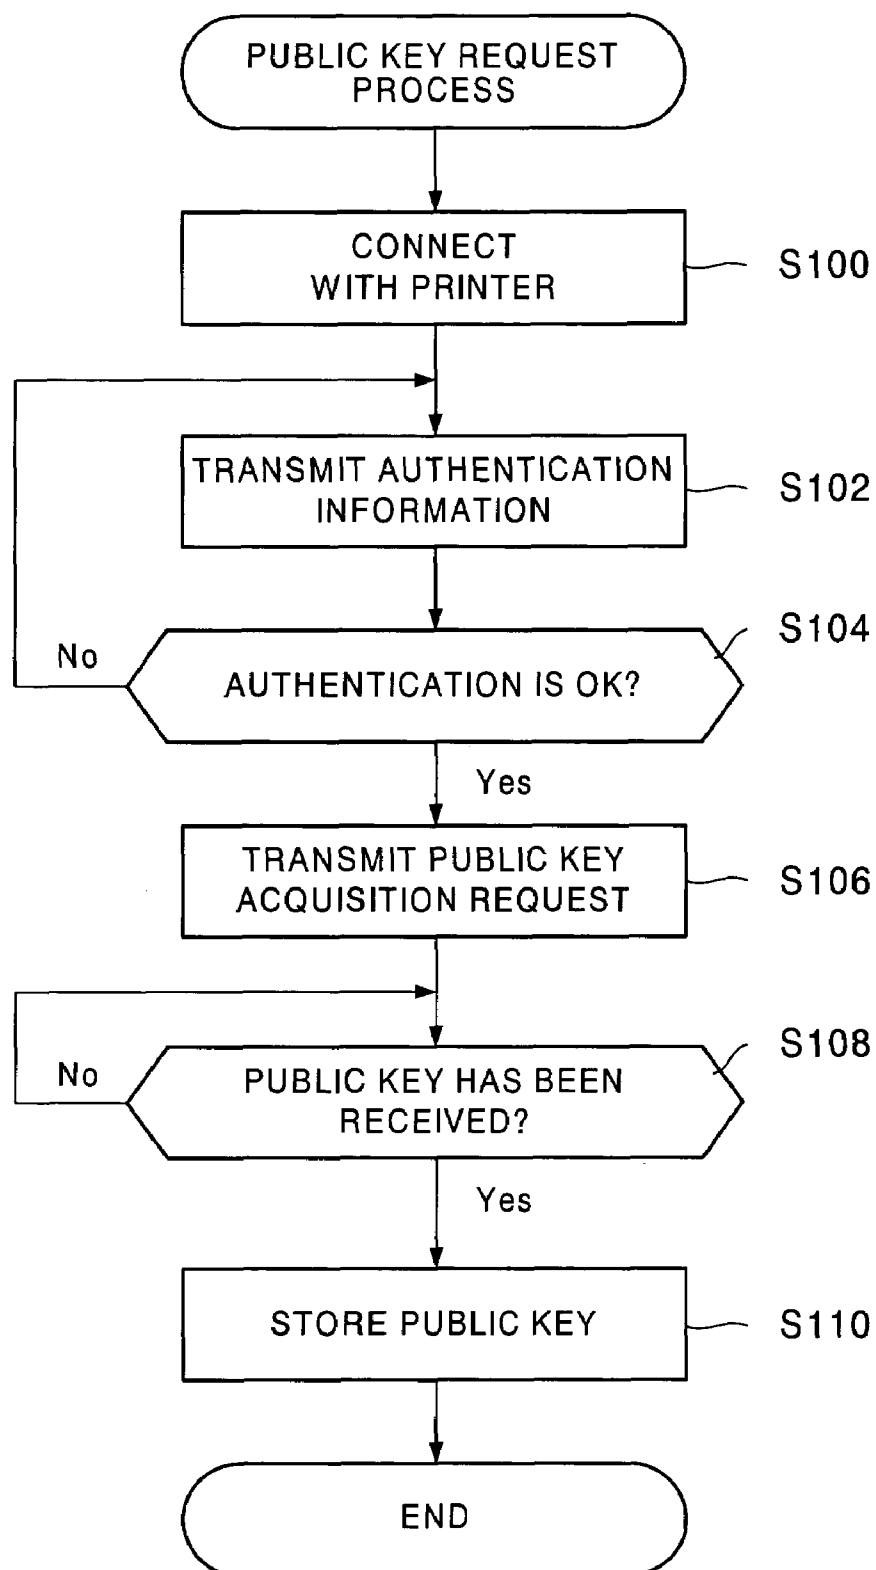 PUBLIC KEY REQUEST
PROCESS
CONNECT
WITH PRINTER
S100
TRANSMIT AUTHENTICATION
INFORMATION
S102
S104
No
AUTHENTICATION IS OK?
Yes
TRANSMIT PUBLIC KEY
ACQUISITION REQUEST
S106
S108
No
PUBLIC KEY HAS BEEN
RECEIVED?
Yes
STORE PUBLIC KEY
S110
END